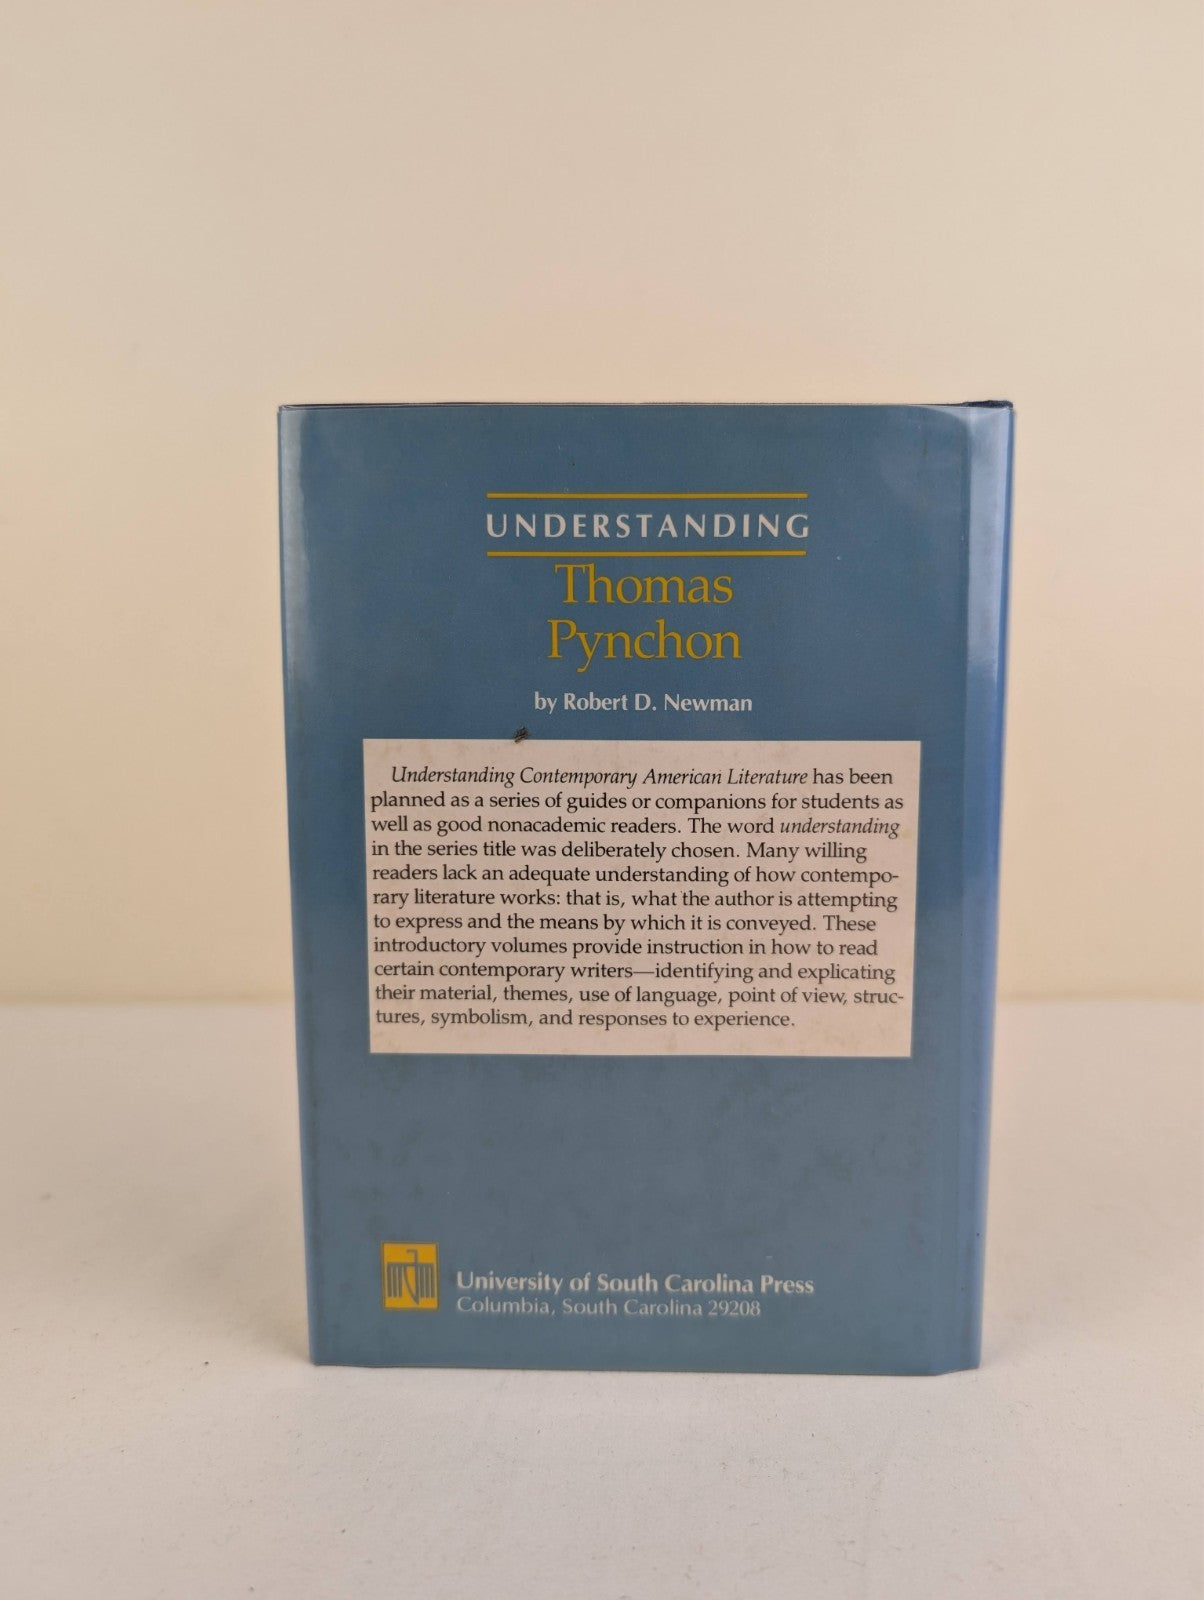 UNDERSTANDING
Thomas
Pynchon
by Robert D. Newman
Understanding Contemporary American Literature has been
planned as a series of guides or companions for students as
well as good nonacademic readers. The word understanding
in the series title was deliberately chosen. Many willing
readers lack an adequate understanding of how contempo-
rary literature works: that is, what the author is attempting
to express and the means by which it is conveyed. These
introductory volumes provide instruction in how to read
certain contemporary writers—identifying and explicating
their material, themes, use of language, point of view, struc-
tures, symbolism, and responses to experience.
University of South Carolina Press
Columbia, South Carolina 29208